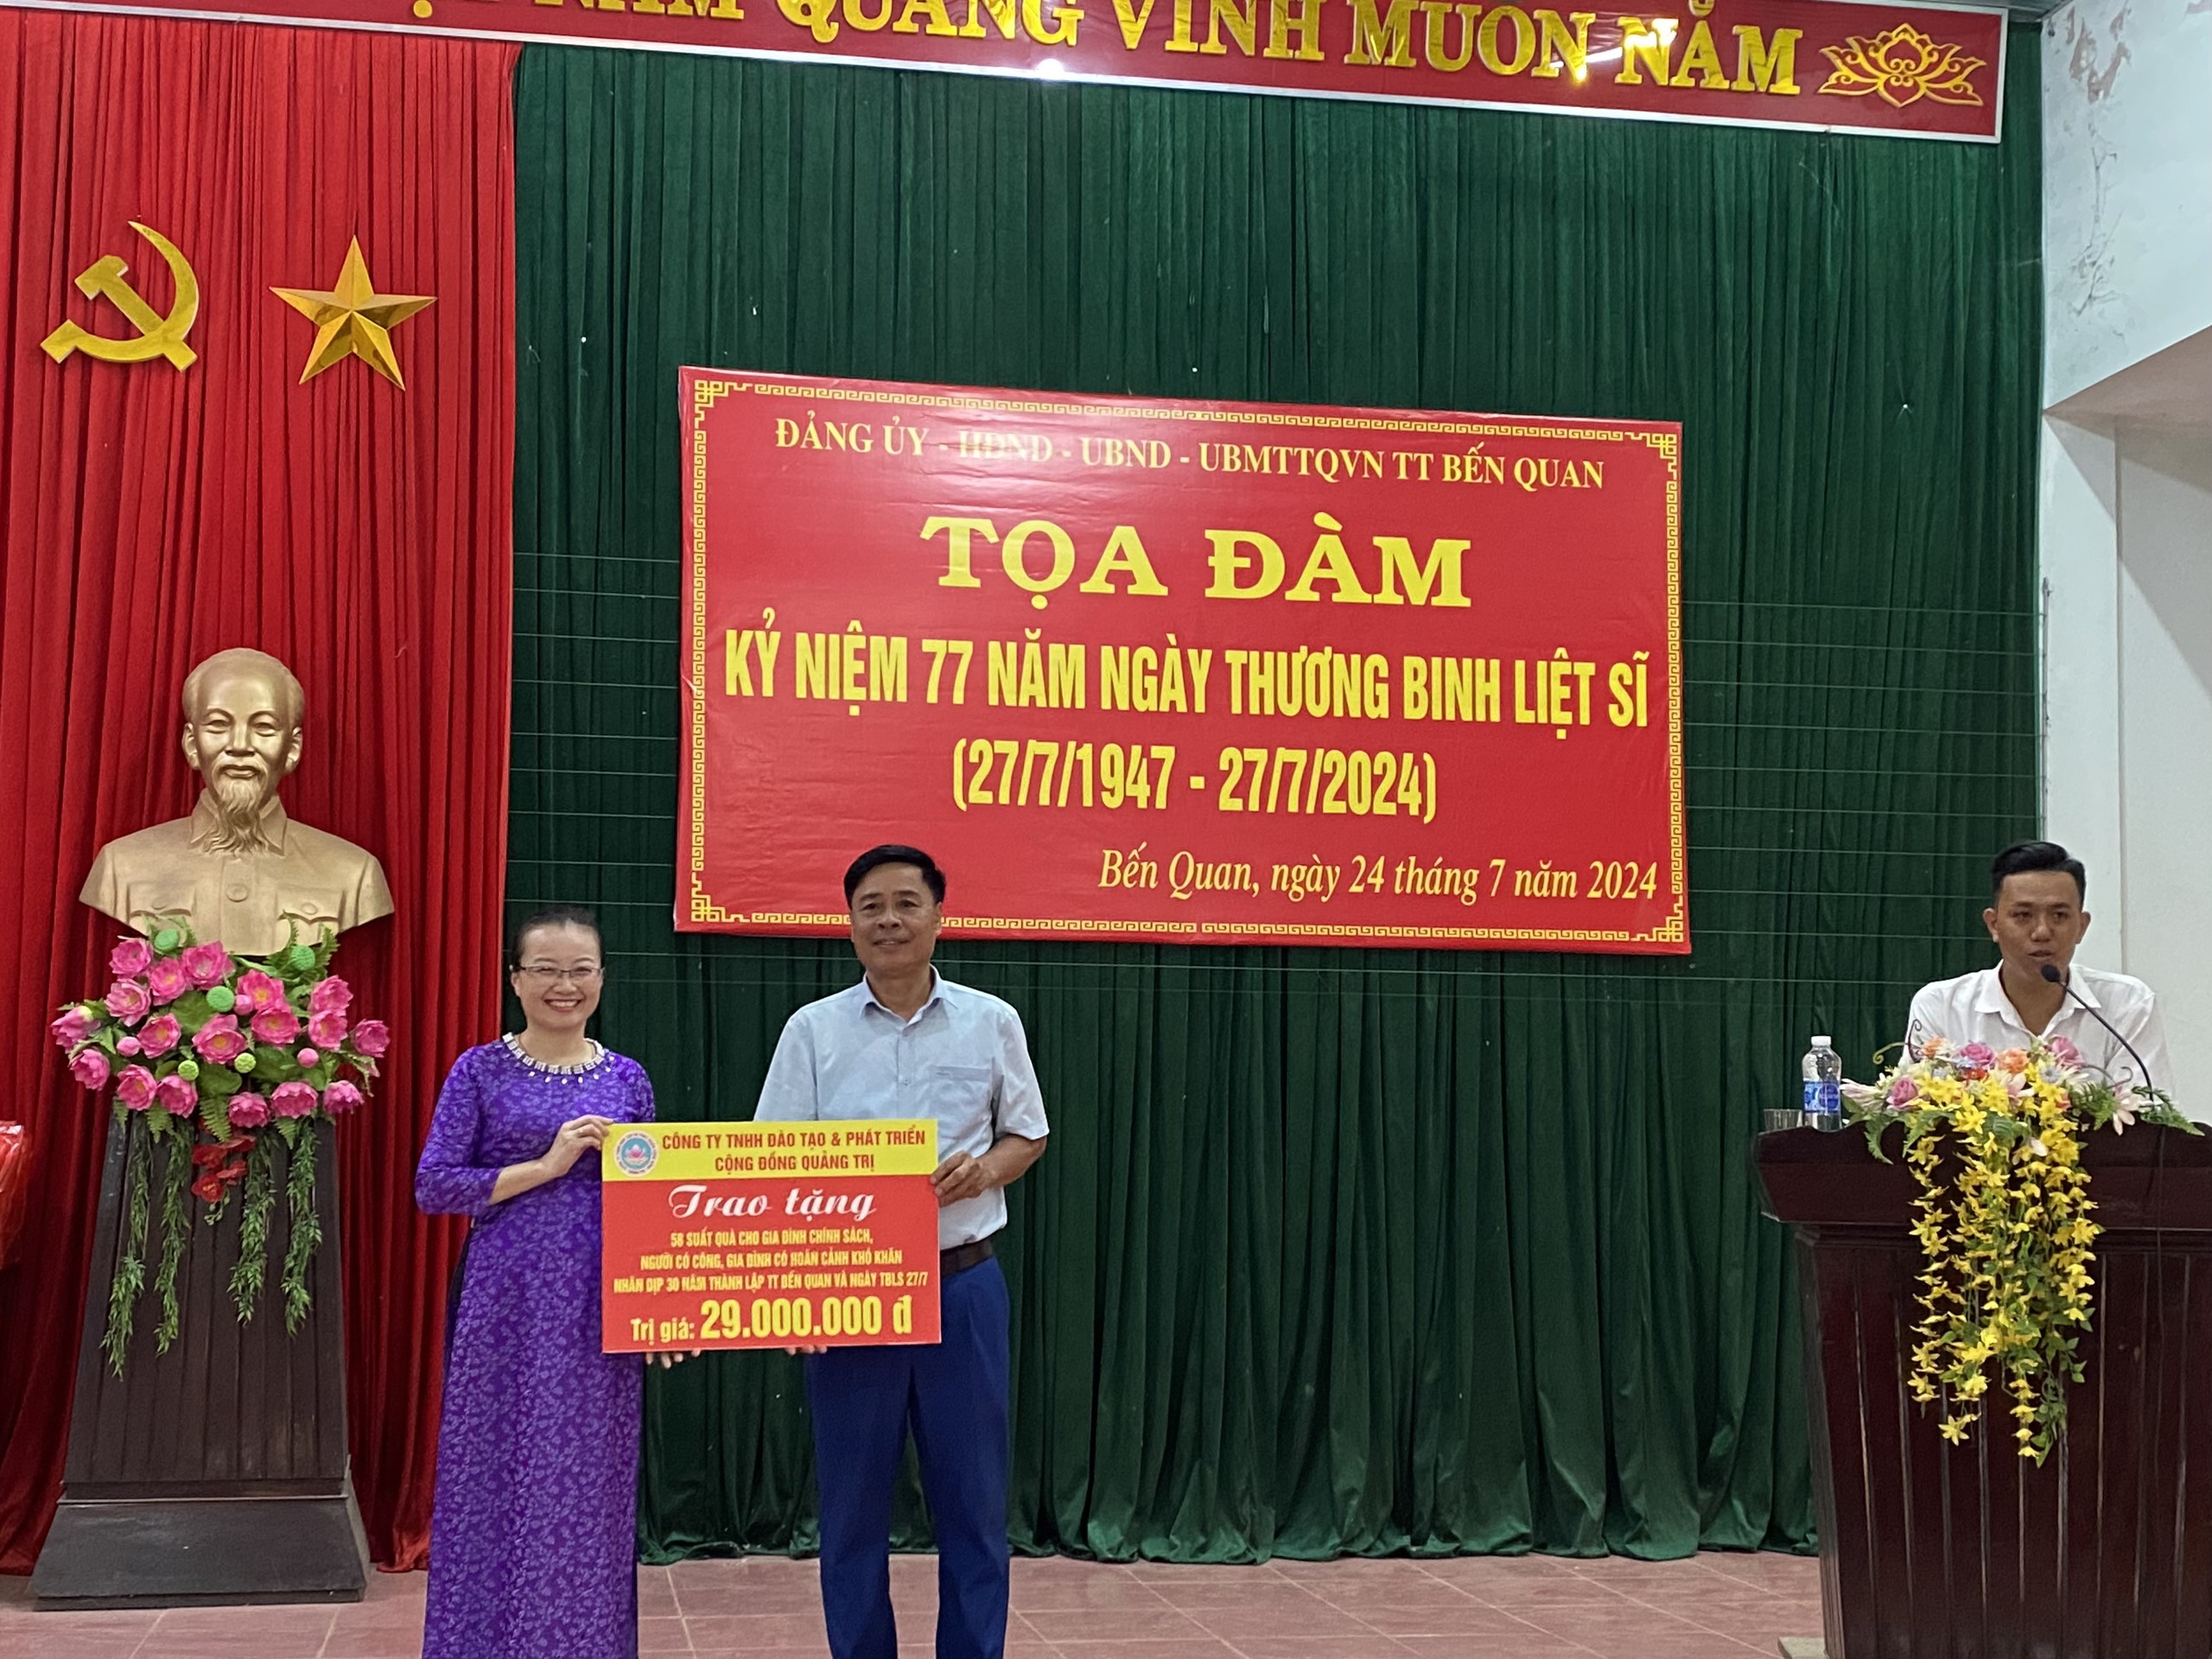 NAM QUANG VINH MUÔN NĂM
ĐẢNG ỦY - HĐND - UBND - UBMTTQVN TT BẾN QUAN
TỌA ĐÀM
KỶ NIỆM 77 NĂM NGÀY THƯƠNG BINH LIỆT SĨ
(27/7/1947 - 27/7/2024)
Bến Quan, ngày 24 tháng 7 năm 2024
CÔNG TY TNHH ĐÀO TẠO & PHÁT TRIỂN
CỘNG ĐỒNG QUẢNG TRỊ
Trao tặng
58 SUẤT QUÀ CHO GIA ĐÌNH CHÍNH SÁCH,
NGƯỜI CÓ CÔNG, GIA ĐÌNH CÓ HOÀN CẢNH KHÓ KHĂN
NHÂN DỊP 30 NĂM THÀNH LẬP TT BẾN QUAN VÀ NGÀY TBLS 27/7
Trị giá: 29.000.000 đ